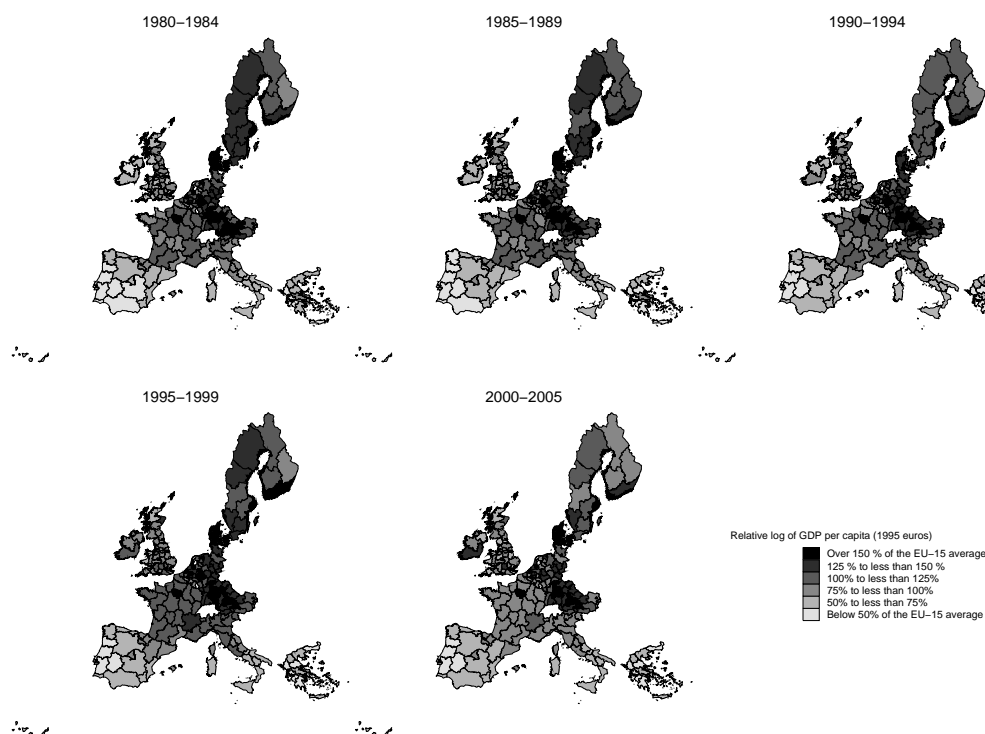 1980–1984
1985–1989
1990–1994
1995–1999
2000–2005
Relative log of GDP per capita (1995 euros)
Over 150 % of the EU–15 average
125 % to less than 150 %
100% to less than 125%
75% to less than 100%
50% to less than 75%
Below 50% of the EU–15 average